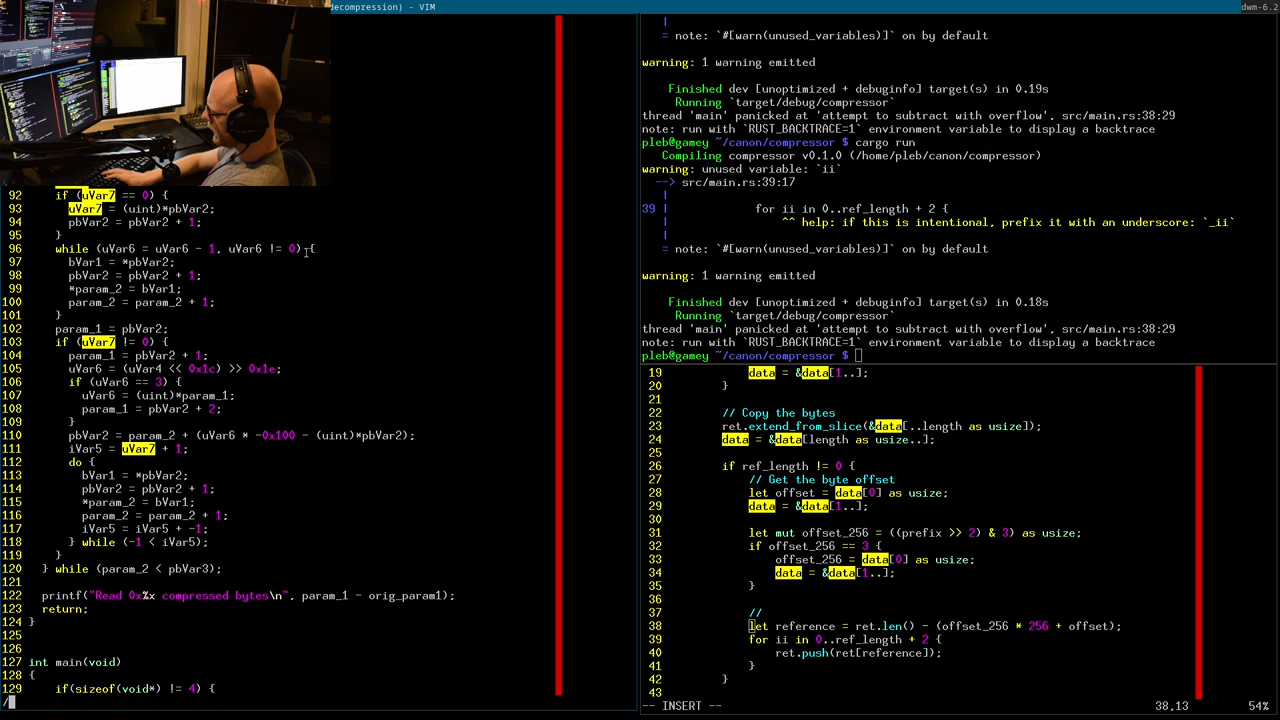 decompression) - VIM
dwm-6.2
92     if (uVar7 == 0) {
93       uVar7 = (uint)*pbVar2;
94       pbVar2 = pbVar2 + 1;
95     }
96     while (uVar6 = uVar6 - 1, uVar6 != 0) {
97       bVar1 = *pbVar2;
98       pbVar2 = pbVar2 + 1;
99       *param_2 = bVar1;
100       param_2 = param_2 + 1;
101     }
102     param_1 = pbVar2;
103     if (uVar7 != 0) {
104       param_1 = pbVar2 + 1;
105       uVar6 = (uVar4 << 0x1c) >> 0x1e;
106       if (uVar6 == 3) {
107         uVar6 = (uint)*param_1;
108         param_1 = pbVar2 + 2;
109       }
110       pbVar2 = param_2 + (uVar6 * -0x100 - (uint)*pbVar2);
111       iVar5 = uVar7 + 1;
112       do {
113         bVar1 = *pbVar2;
114         pbVar2 = pbVar2 + 1;
115         *param_2 = bVar1;
116         param_2 = param_2 + 1;
117         iVar5 = iVar5 + -1;
118       } while (-1 < iVar5);
119     }
120   } while (param_2 < pbVar3);
121
122   printf("Read 0x%x compressed bytes\n", param_1 - orig_param1);
123   return;
124 }
125
126
127 int main(void)
128 {
129     if(sizeof(void*) != 4) {
/
|
= note: `#[warn(unused_variables)]` on by default
warning: 1 warning emitted
Finished dev [unoptimized + debuginfo] target(s) in 0.19s
Running `target/debug/compressor`
thread 'main' panicked at 'attempt to subtract with overflow', src/main.rs:38:29
note: run with `RUST_BACKTRACE=1` environment variable to display a backtrace
pleb@gamey ~/canon/compressor $ cargo run
Compiling compressor v0.1.0 (/home/pleb/canon/compressor)
warning: unused variable: `ii`
--> src/main.rs:39:17
|
39 |         for ii in 0..ref_length + 2 {
|             ^^ help: if this is intentional, prefix it with an underscore: `_ii`
|
= note: `#[warn(unused_variables)]` on by default
warning: 1 warning emitted
Finished dev [unoptimized + debuginfo] target(s) in 0.18s
Running `target/debug/compressor`
thread 'main' panicked at 'attempt to subtract with overflow', src/main.rs:38:29
note: run with `RUST_BACKTRACE=1` environment variable to display a backtrace
pleb@gamey ~/canon/compressor $
19             data = &data[1..];
20         }
21
22         // Copy the bytes
23         ret.extend_from_slice(&data[..length as usize]);
24         data = &data[length as usize..];
25
26         if ref_length != 0 {
27             // Get the byte offset
28             let offset = data[0] as usize;
29             data = &data[1..];
30
31             let mut offset_256 = ((prefix >> 2) & 3) as usize;
32             if offset_256 == 3 {
33                 offset_256 = data[0] as usize;
34                 data = &data[1..];
35             }
36
37             //
38             let reference = ret.len() - (offset_256 * 256 + offset);
39             for ii in 0..ref_length + 2 {
40                 ret.push(ret[reference]);
41             }
42         }
43
-- INSERT --
38,13
54%